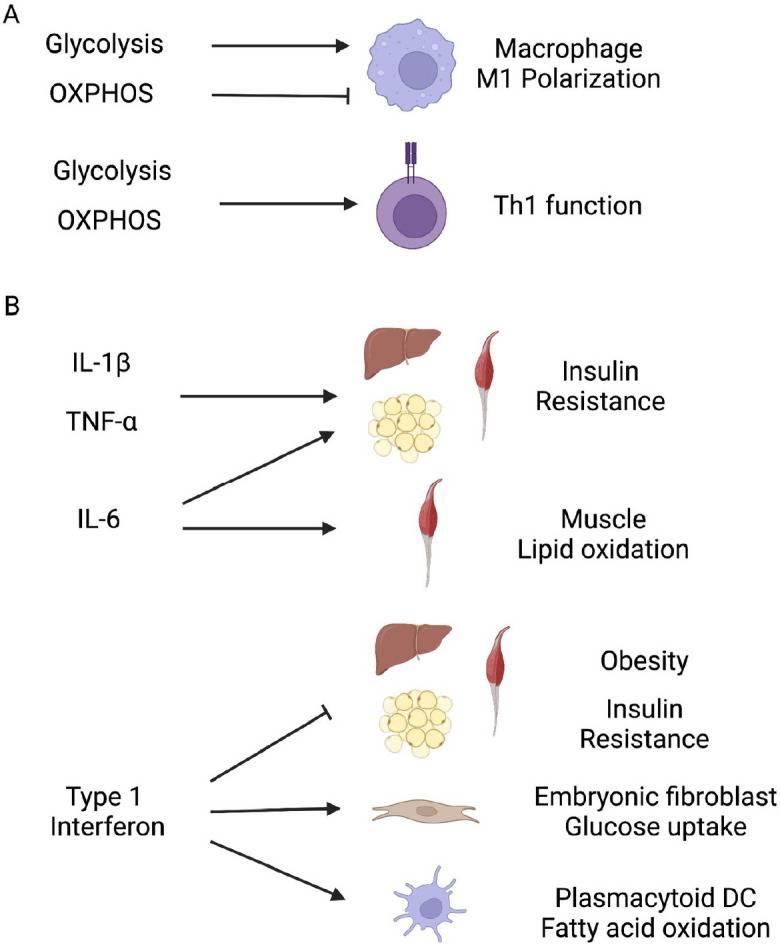 A
Glycolysis
OXPHOS
Macrophage
M1 Polarization
Glycolysis
OXPHOS
Th1 function
B
IL-1β
TNF-α
Insulin
Resistance
IL-6
Muscle
Lipid oxidation
Obesity
Insulin
Resistance
Type 1
Interferon
Embryonic fibroblast
Glucose uptake
Plasmacytoid DC
Fatty acid oxidation